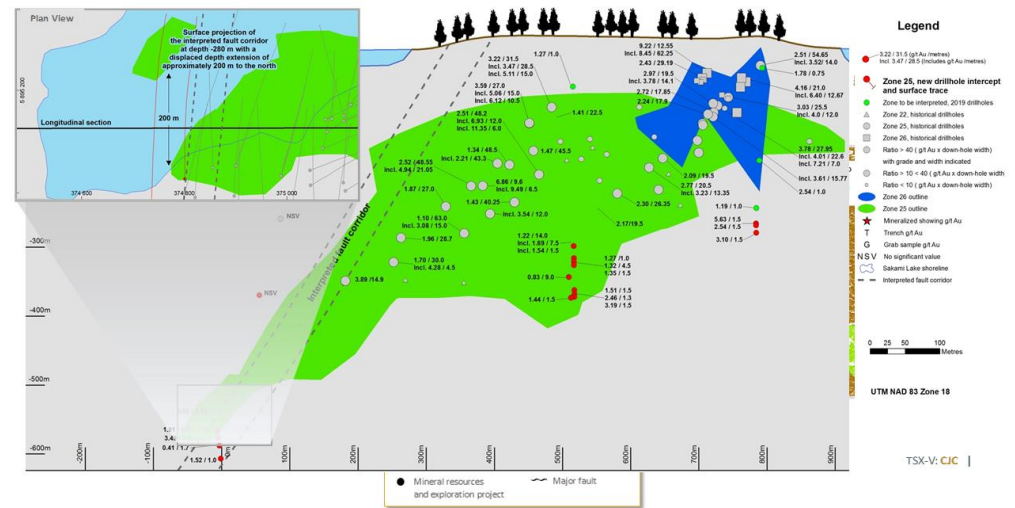 Plan View
Surface projection of
the interpreted fault corridor
at depth -280 m with a
displaced depth extension of
approximately 200 m to the north
5 895 200
Longitudinal section
200 m
374 600
374 800
375 000
1.27 / 1.0
3.22 / 31.5
Incl. 3.47 / 28.5
Incl. 5.11 / 15.0
3.59 / 27.0
Incl. 5.06 / 15.0
Incl. 6.12 / 10.5
2.51 / 48.2
Incl. 6.93 / 12.0
Incl. 11.35 / 6.0
1.41 / 22.5
1.34 / 48.5
Incl. 2.21 / 43.3
1.47 / 45.5
2.52 / 48.55
Incl. 4.94 / 21.05
6.86 / 9.6
Incl. 9.49 / 6.5
1.87 / 27.0
1.43 / 40.25
Incl. 3.54 / 12.0
1.10 / 63.0
Incl. 3.08 / 15.0
1.96 / 28.7
1.70 / 30.0
Incl. 4.28 / 4.5
3.89 / 14.9
9.22 / 12.55
Incl. 8.45 / 62.25
2.43 / 29.19
2.97 / 19.5
Incl. 3.78 / 14.1
2.72 / 17.85
2.24 / 17.9
2.51 / 54.65
Incl. 3.52 / 14.0
1.78 / 0.75
4.16 / 21.0
Incl. 6.40 / 12.67
3.03 / 25.5
Incl. 4.0 / 12.0
3.78 / 27.95
Incl. 4.01 / 22.6
Incl. 7.21 / 7.0
Incl. 3.61 / 15.77
2.54 / 1.0
2.09 / 19.5
2.77 / 20.5
Incl. 3.23 / 13.35
2.30 / 26.35
2.17/19.5
1.19 / 1.0
5.63 / 1.5
2.54 / 1.5
3.10 / 1.5
1.22 / 14.0
Incl. 1.89 / 7.5
Incl. 1.54 / 1.5
1.27 /1.0
1.32 / 4.5
1.35 / 1.5
0.83 / 9.0
1.51 / 1.5
2.46 / 1.3
3.19 / 1.5
1.44 / 1.5
NSV
NSV
Interpreted fault corridor
0.41 / 1.7
1.52 / 1.0
-300m
-400m
-500m
-600m
-200m
-100m
0m
100m
200m
300m
400m
500m
600m
700m
800m
900m
Legend
3.22 / 31.5 (g/t Au /metres)
Incl. 3.47 / 28.5 (Includes g/t Au /metres)
Zone 25, new drillhole intercept
and surface trace
Zone to be interpreted, 2019 drillholes
Zone 22, historical drillholes
Zone 25, historical drillholes
Zone 26, historical drillholes
Ratio > 40 ( g/t Au x down-hole width)
with grade and width indicated
Ratio > 10 < 40 ( g/t Au x down-hole width)
Ratio < 10 ( g/t Au x down-hole width)
Zone 26 outline
Zone 25 outline
Mineralized showing g/t Au
T Trench g/t Au
G Grab sample g/t Au
N S V No significant value
Sakami Lake shoreline
Interpreted fault corridor
0 25 50 100
Metres
UTM NAD 83 Zone 18
TSX-V: CJC |
Mineral resources
and exploration project
Major fault